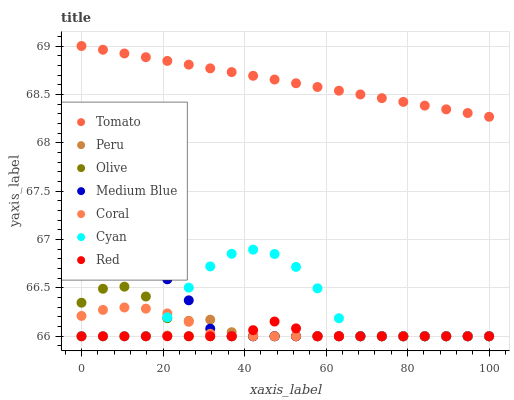 title
yaxis_label
69
68.5
68
67.5
67
66.5
66
Tomato
Peru
Olive
Medium Blue
Coral
Cyan
Red
0 20 40 60 80 100
xaxis_label